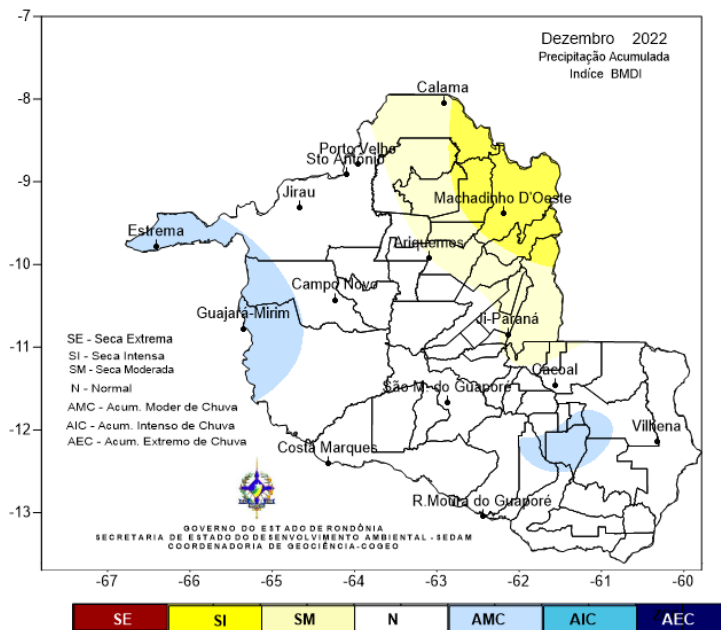 -7
Dezembro 2022
Precipitação Acumulada
Indíce BMDI
Calama
-8
Porto Velho
Sto Antônio
-9
Jirau
Machadinho D'Oeste
Estrema
Ariquemos
-10
Campo Novo
Guajará-Mirim
Ji-Paraná
SE - Seca Extrema
-11
SI - Seca Intensa
SM - Seca Moderada
Cacoal
N - Normal
São M. do Guaporé
AMC - Acum. Moder de Chuva
AIC - Acum. Intenso de Chuva
Vilhena
-12
AEC - Acum. Extremo de Chuva
Costa Marques
R.Moura do Guaporé
-13
GOVERNO DO ESTADO DE RONDÔNIA
SECRETARIA DE ESTADO DO DESENVOLVIMENTO AMBIENTAL - SEDAM
COORDENADORIA DE GEOCIÊNCIA-COGEO
-67 -66 -65 -64 -63 -62 -61 -60
SE SI SM N AMC AIC AEC